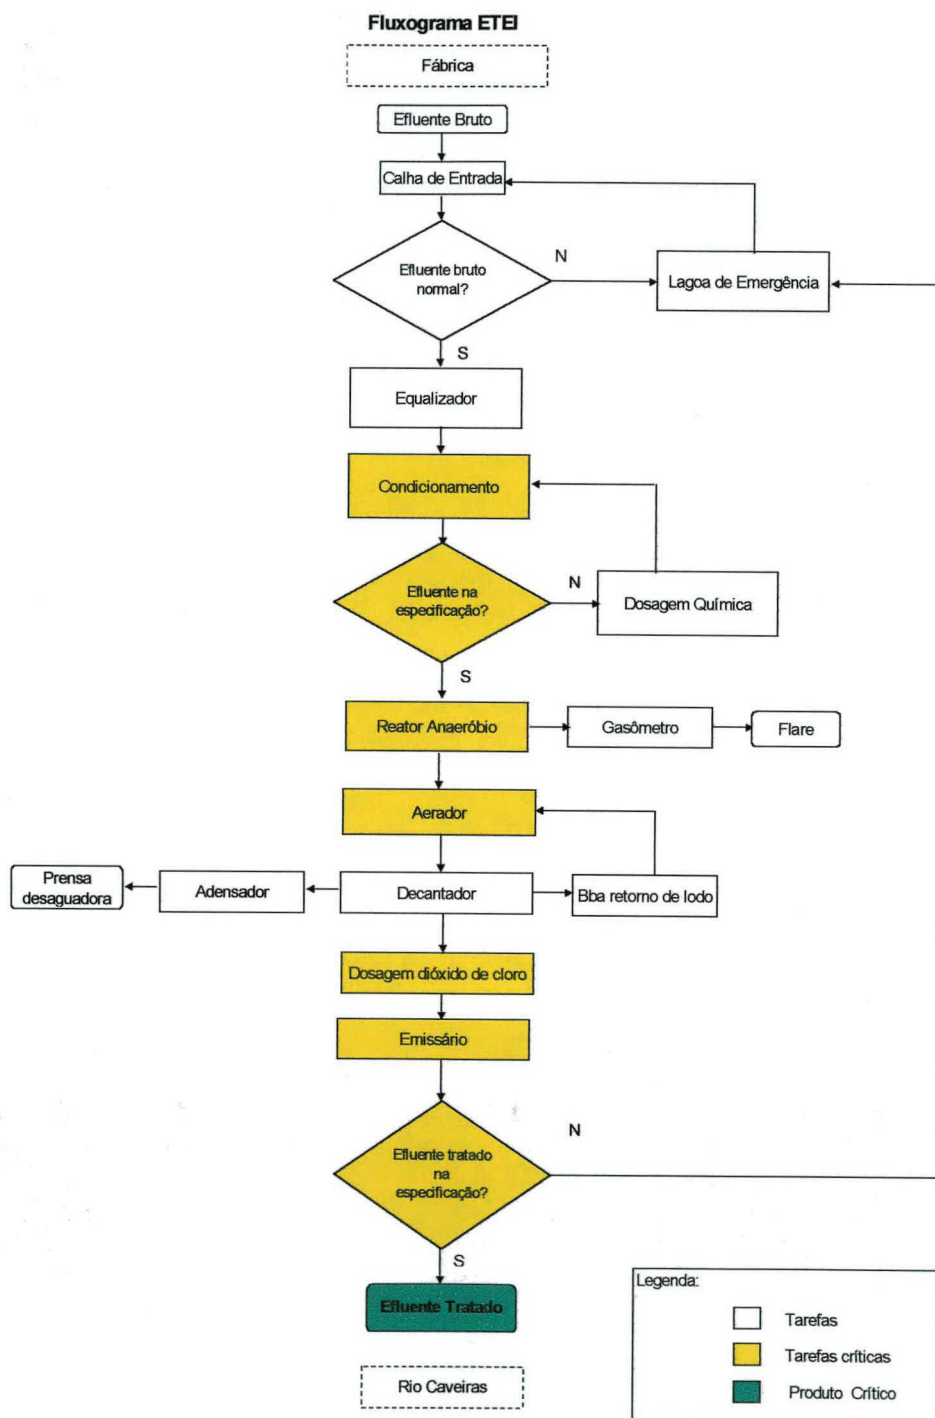 Fluxograma ETEI
Fábrica
Efluente Bruto
Calha de Entrada
Efluente bruto
normal?
N
Lagoa de Emergência
S
Equalizador
Condicionamento
Efluente na
especificação?
N
Dosagem Química
S
Reator Anaeróbio
Gasômetro
Flare
Aerador
Prensa
desaguadora
Adensador
Decantador
Bba retorno de lodo
Dosagem dióxido de cloro
Emissário
Efluente tratado
na
especificação?
N
S
Efluente Tratado
Rio Caveiras
Legenda:
Tarefas
Tarefas críticas
Produto Crítico